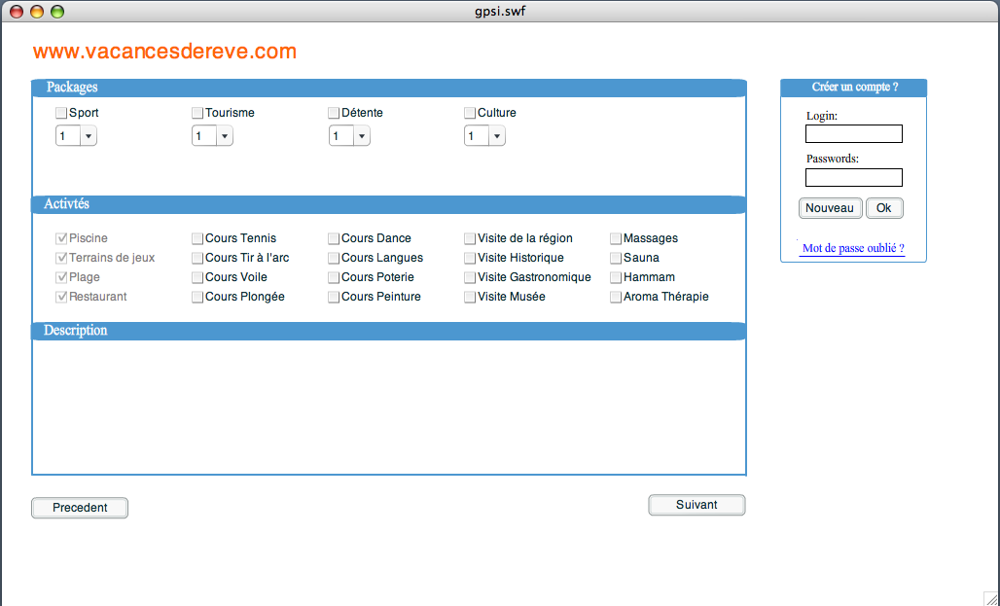 gpsi.swf
www.vacancesdereve.com
Packages
Sport Tourisme Détente Culture
1 1 1 1
Activtés
Piscine Cours Tennis Cours Dance Visite de la région Massages
Terrains de jeux Cours Tir à l'arc Cours Langues Visite Historique Sauna
Plage Cours Voile Cours Poterie Visite Gastronomique Hammam
Restaurant Cours Plongée Cours Peinture Visite Musée Aroma Thérapie
Description
Precedent Suivant
Créer un compte ?
Login:
Passwords:
Nouveau Ok
Mot de passe oublié ?